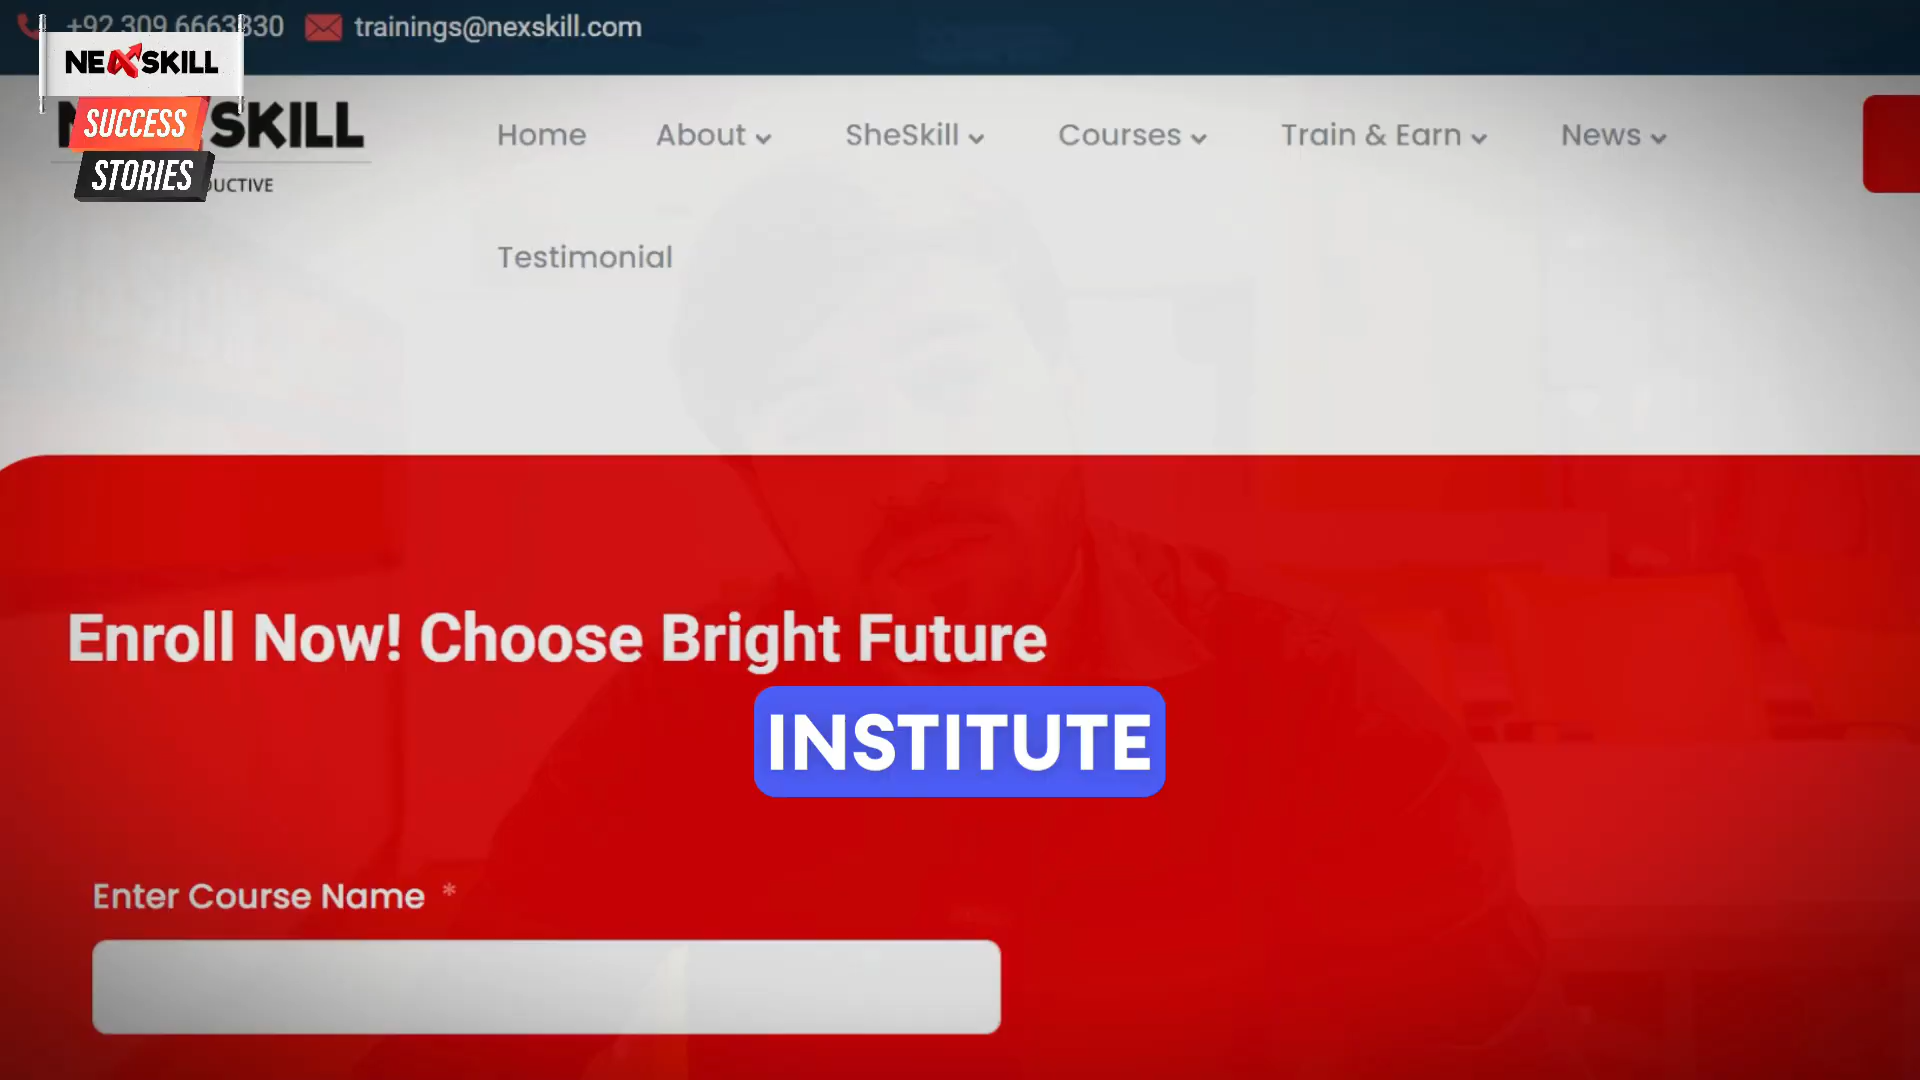 +92 309 6663830 trainings@nexskill.com
NEXSKILL
SUCCESS
STORIES
SKILL
DUCTIVE
Home About SheSkill Courses Train & Earn News
Testimonial
Enroll Now! Choose Bright Future
INSTITUTE
Enter Course Name *